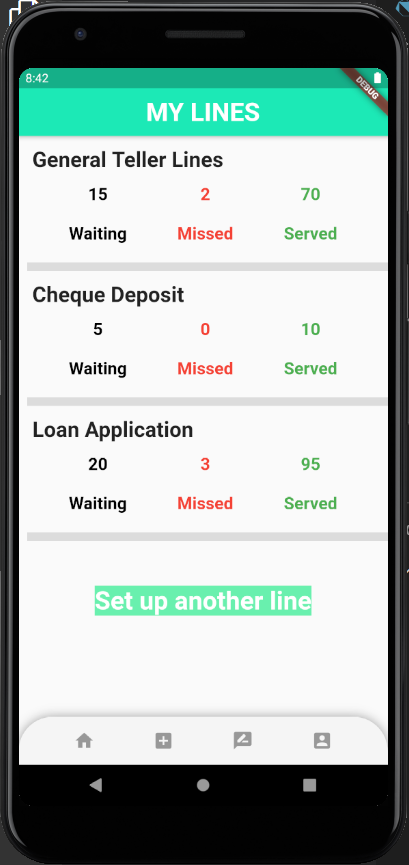 8:42
DEBUG
MY LINES
General Teller Lines
15 2 70
Waiting Missed Served
Cheque Deposit
5 0 10
Waiting Missed Served
Loan Application
20 3 95
Waiting Missed Served
Set up another line